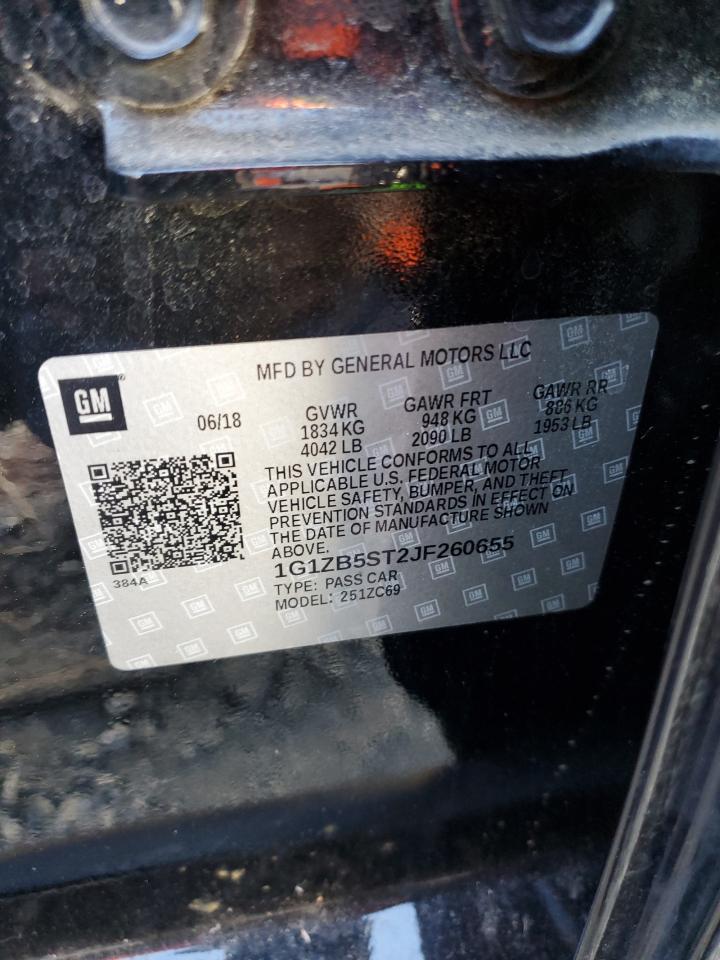 MFD BY GENERAL MOTORS LLC
GM
06/18
GVWR
1834 KG
4042 LB
GAWR FRT
948 KG
2090 LB
GAWR RR
886 KG
1953 LB
THIS VEHICLE CONFORMS TO ALL
APPLICABLE U.S. FEDERAL MOTOR
VEHICLE SAFETY, BUMPER, AND THEFT
PREVENTION STANDARDS IN EFFECT ON
THE DATE OF MANUFACTURE SHOWN
ABOVE.
384A
1G1ZB5ST2JF260655
TYPE: PASS CAR
MODEL: 251ZC69